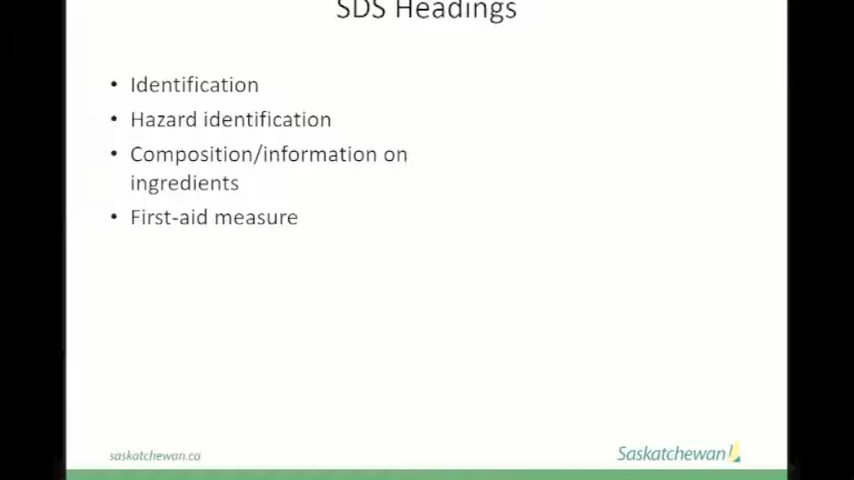 SDS Headings
• Identification
• Hazard identification
• Composition/information on
ingredients
• First-aid measure
saskatchewan.ca
Saskatchewan